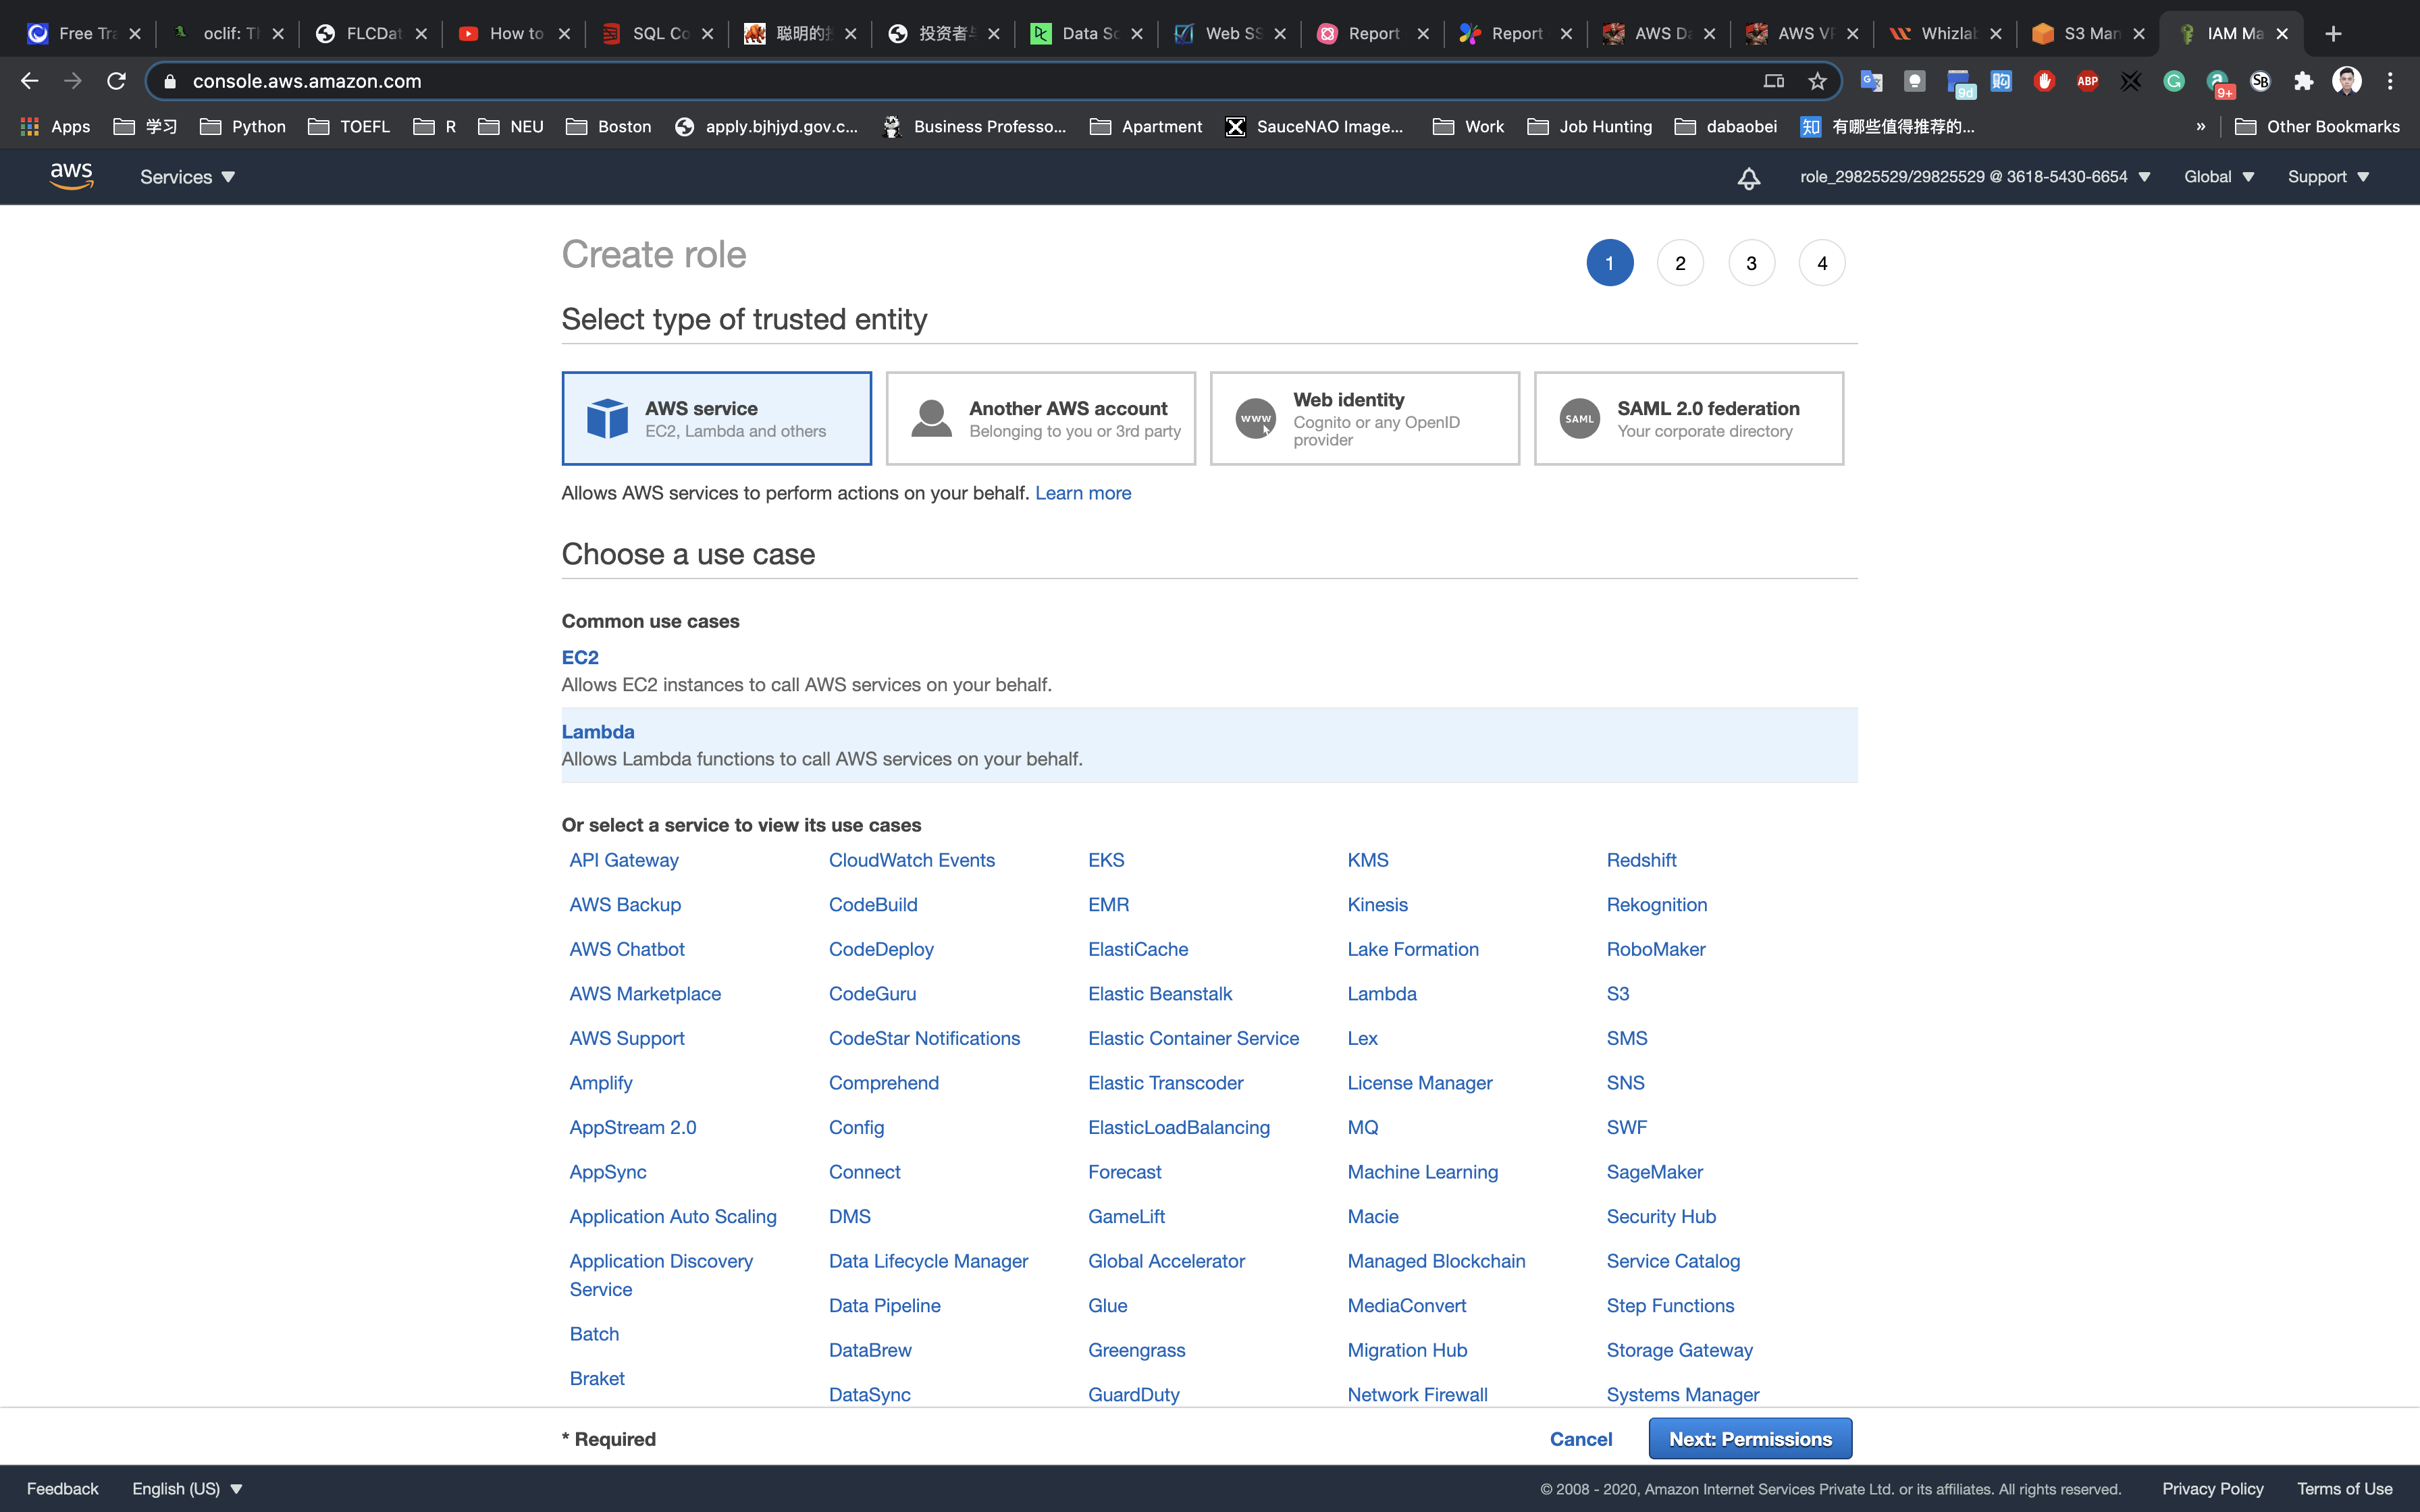 Free Tra
oclif: Th
FLCDat
How to
SQL Co
聪明的投
投资者与
Data Sc
Web SS
Report
Report
AWS Da
AWS VP
Whizlab
S3 Man
IAM Ma
console.aws.amazon.com
9d
购
ABP
9+
SB
Apps
学习
Python
TOEFL
R
NEU
Boston
apply.bjhjyd.gov.c...
Business Professo...
Apartment
SauceNAO Image...
Work
Job Hunting
dabaobei
知 有哪些值得推荐的...
»
Other Bookmarks
aws
Services
role_29825529/29825529 @ 3618-5430-6654
Global
Support
Create role
1 2 3 4
Select type of trusted entity
AWS service
EC2, Lambda and others
Another AWS account
Belonging to you or 3rd party
www
Web identity
Cognito or any OpenID
provider
SAML
SAML 2.0 federation
Your corporate directory
Allows AWS services to perform actions on your behalf. Learn more
Choose a use case
Common use cases
EC2
Allows EC2 instances to call AWS services on your behalf.
Lambda
Allows Lambda functions to call AWS services on your behalf.
Or select a service to view its use cases
API Gateway
AWS Backup
AWS Chatbot
AWS Marketplace
AWS Support
Amplify
AppStream 2.0
AppSync
Application Auto Scaling
Application Discovery
Service
Batch
Braket
CloudWatch Events
CodeBuild
CodeDeploy
CodeGuru
CodeStar Notifications
Comprehend
Config
Connect
DMS
Data Lifecycle Manager
Data Pipeline
DataBrew
DataSync
EKS
EMR
ElastiCache
Elastic Beanstalk
Elastic Container Service
Elastic Transcoder
ElasticLoadBalancing
Forecast
GameLift
Global Accelerator
Glue
Greengrass
GuardDuty
KMS
Kinesis
Lake Formation
Lambda
Lex
License Manager
MQ
Machine Learning
Macie
Managed Blockchain
MediaConvert
Migration Hub
Network Firewall
Redshift
Rekognition
RoboMaker
S3
SMS
SNS
SWF
SageMaker
Security Hub
Service Catalog
Step Functions
Storage Gateway
Systems Manager
* Required
Cancel
Next: Permissions
Feedback
English (US)
© 2008 - 2020, Amazon Internet Services Private Ltd. or its affiliates. All rights reserved.
Privacy Policy
Terms of Use